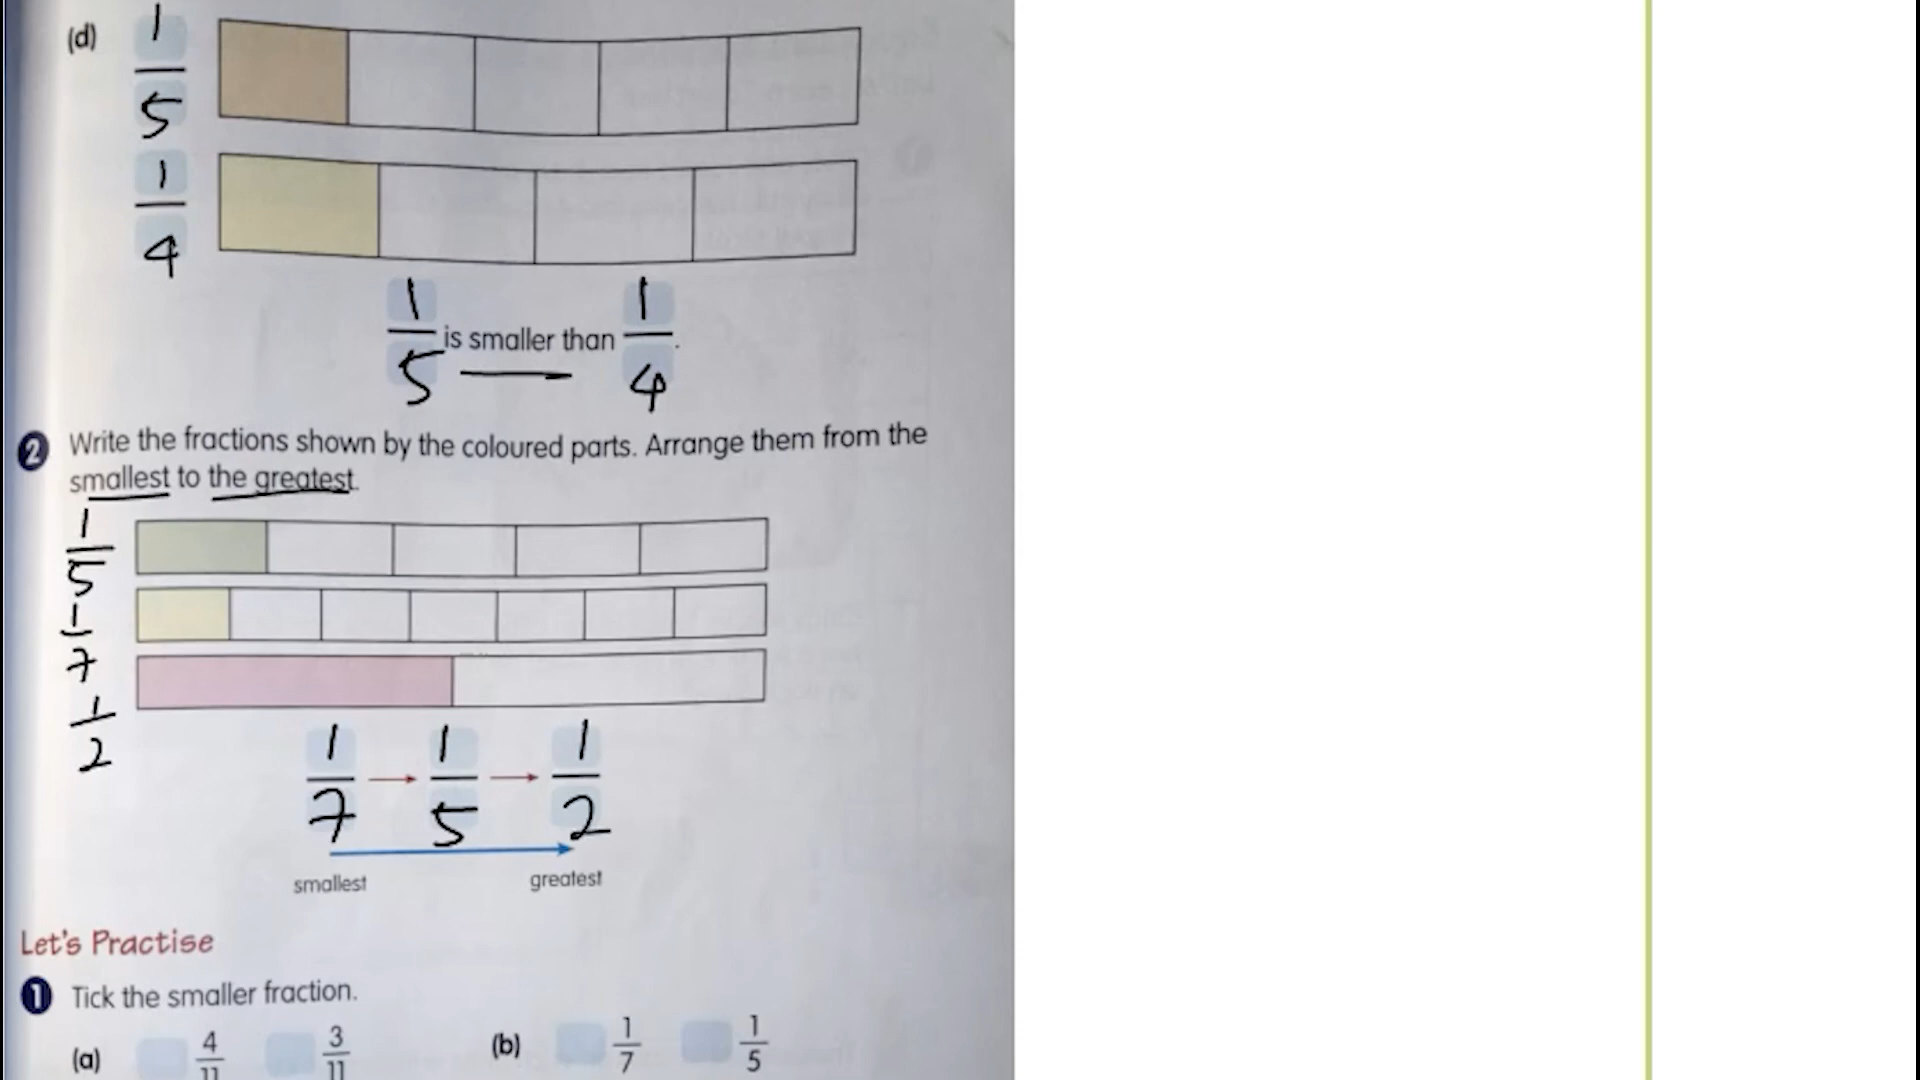 (d) 1/5
1/4
1/5 is smaller than 1/4.
2 Write the fractions shown by the coloured parts. Arrange them from the
smallest to the greatest.
1/5
1/7
1/2
1/7 → 1/5 → 1/2
smallest greatest
Let's Practise
1 Tick the smaller fraction.
(a) 4/11 3/11 (b) 1/7 1/5